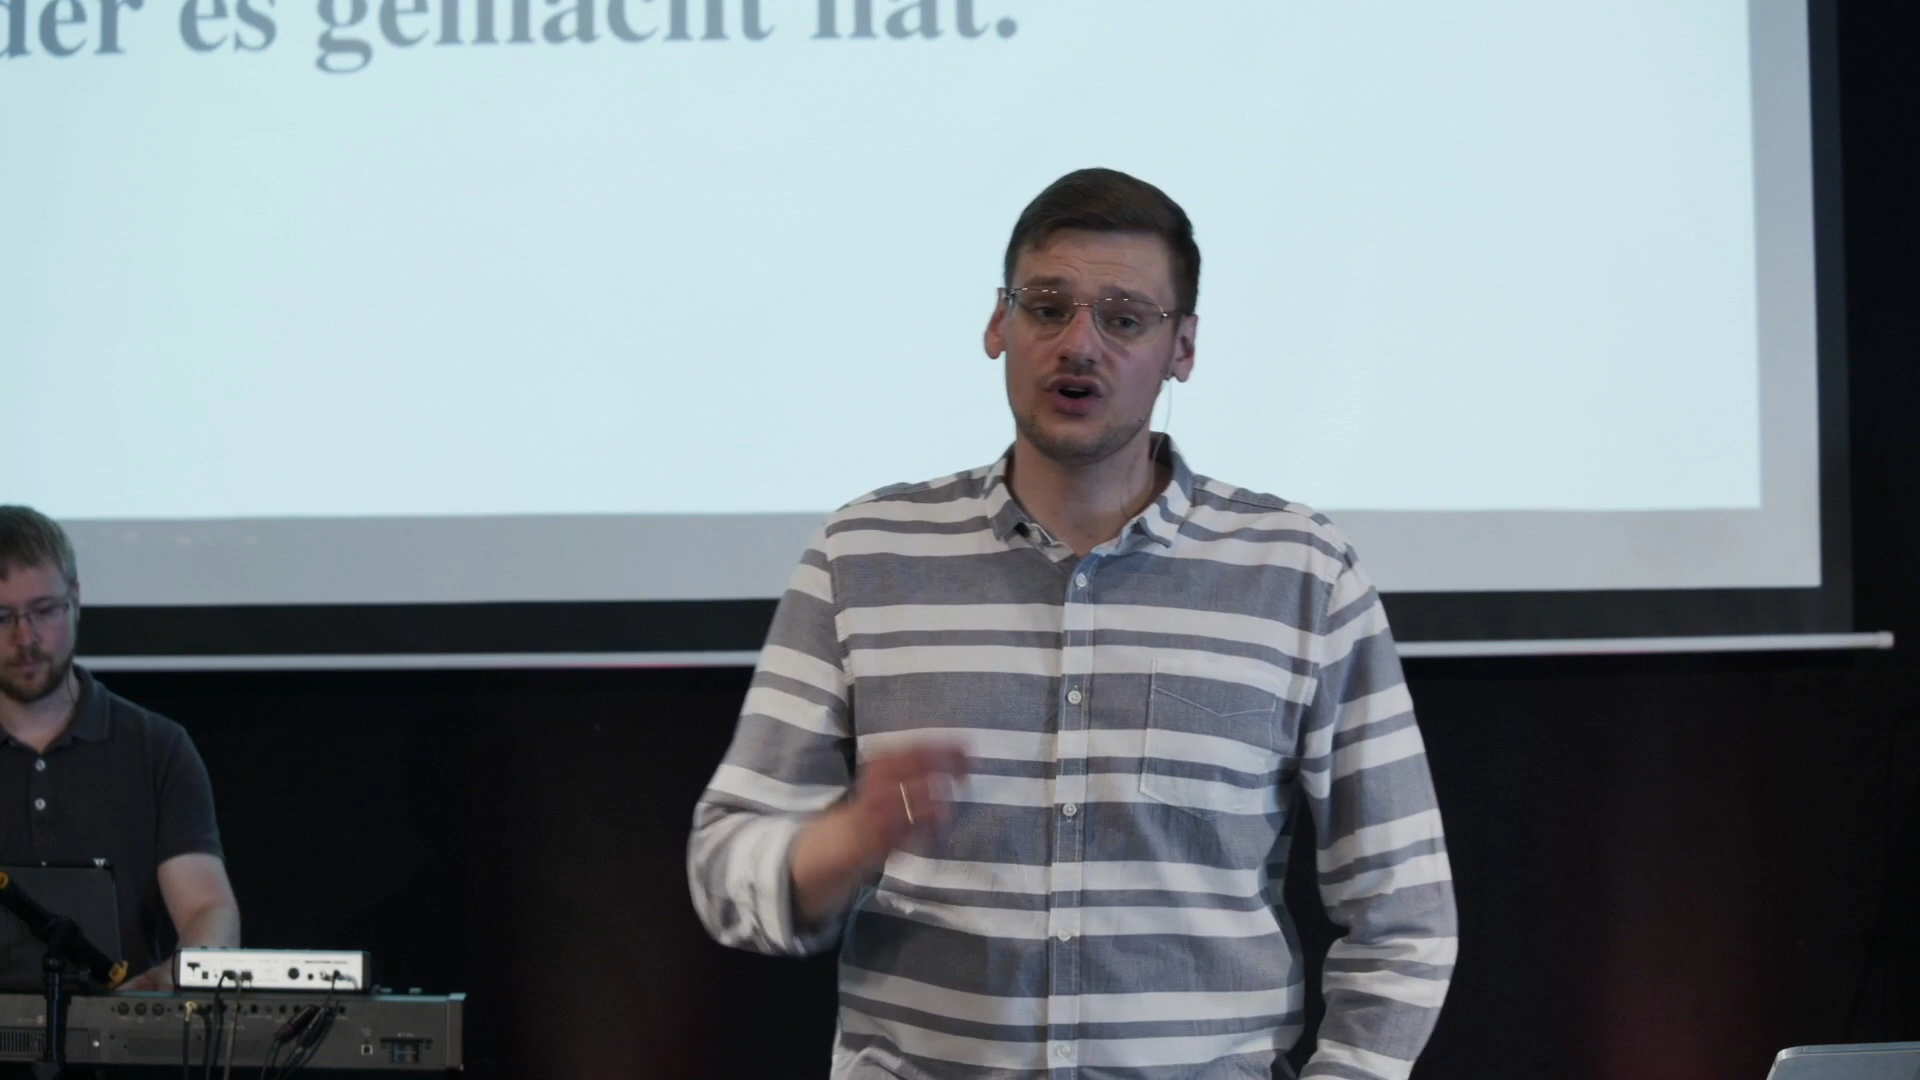 der es gemacht hat.